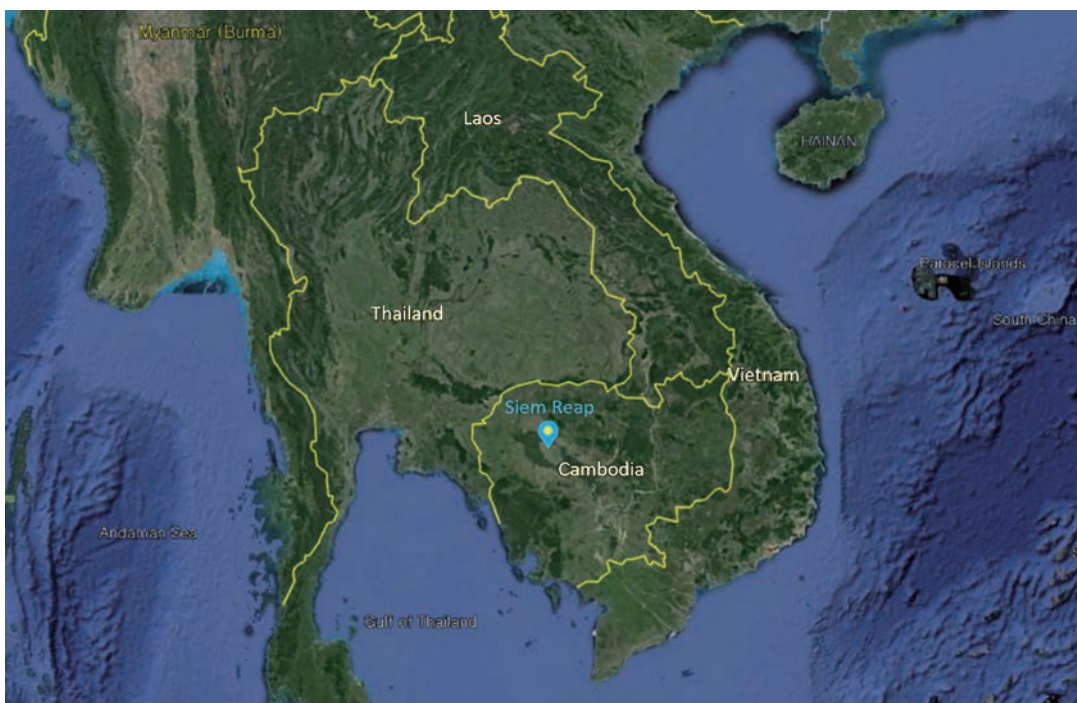 Myanmar (Burma)
Laos
HAINAN
Paracel Islands
South China
Thailand
Vietnam
Siem Reap
Cambodia
Andaman Sea
Gulf of Thailand